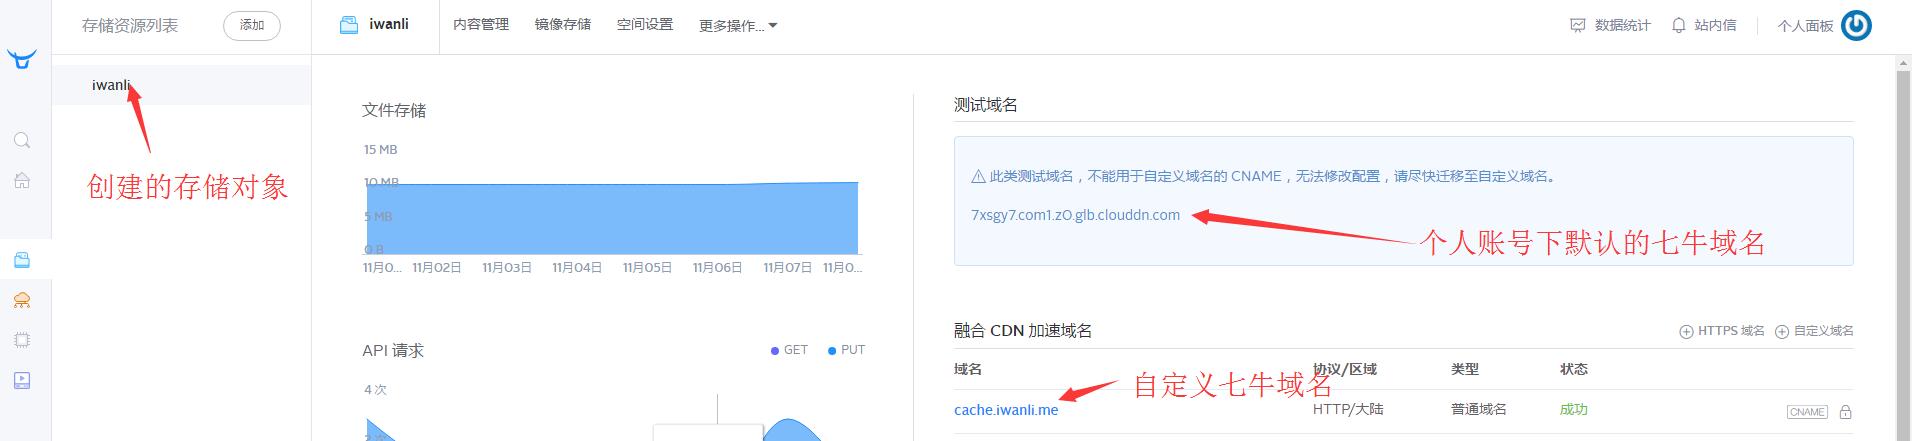 存储资源列表 添加
iwanli 内容管理 镜像存储 空间设置 更多操作...
数据统计 站内信 个人面板
iwanli
创建的存储对象
文件存储
15 MB
10 MB
5 MB
0 B
11月0... 11月02日 11月03日 11月04日 11月05日 11月06日 11月07日 11月0...
API 请求 GET PUT
4 次
2 次
测试域名
此类测试域名，不能用于自定义域名的 CNAME，无法修改配置，请尽快迁移至自定义域名。
7xsgy7.com1.z0.glb.clouddn.com
个人账号下默认的七牛域名
融合 CDN 加速域名 HTTPS 域名 自定义域名
域名 协议/区域 类型 状态
自定义七牛域名
cache.iwanli.me HTTP/大陆 普通域名 成功 CNAME